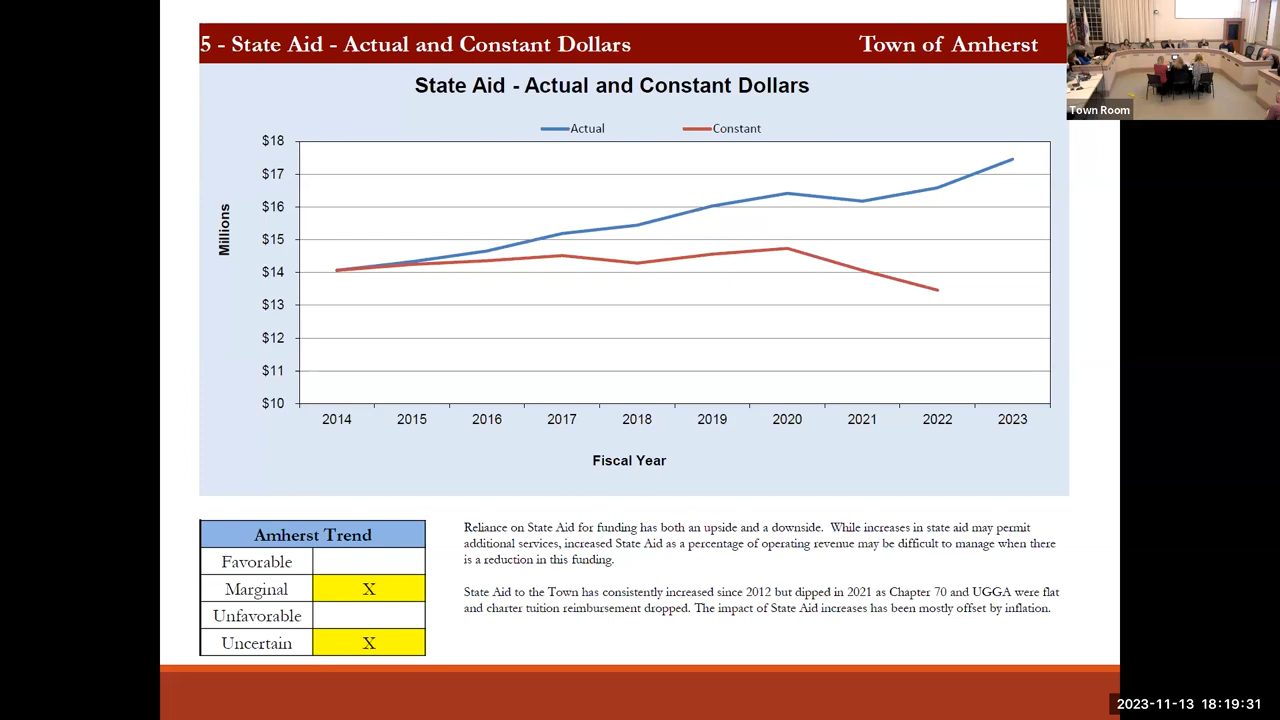 5 - State Aid - Actual and Constant Dollars
Town of Amherst
Town Room
State Aid - Actual and Constant Dollars
Actual
Constant
$18
$17
$16
$15
$14
$13
$12
$11
$10
Millions
2014 2015 2016 2017 2018 2019 2020 2021 2022 2023
Fiscal Year
Amherst Trend
Favorable
Marginal X
Unfavorable
Uncertain X
Reliance on State Aid for funding has both an upside and a downside. While increases in state aid may permit
additional services, increased State Aid as a percentage of operating revenue may be difficult to manage when there
is a reduction in this funding.
State Aid to the Town has consistently increased since 2012 but dipped in 2021 as Chapter 70 and UGGA were flat
and charter tuition reimbursement dropped. The impact of State Aid increases has been mostly offset by inflation.
2023-11-13 18:19:31